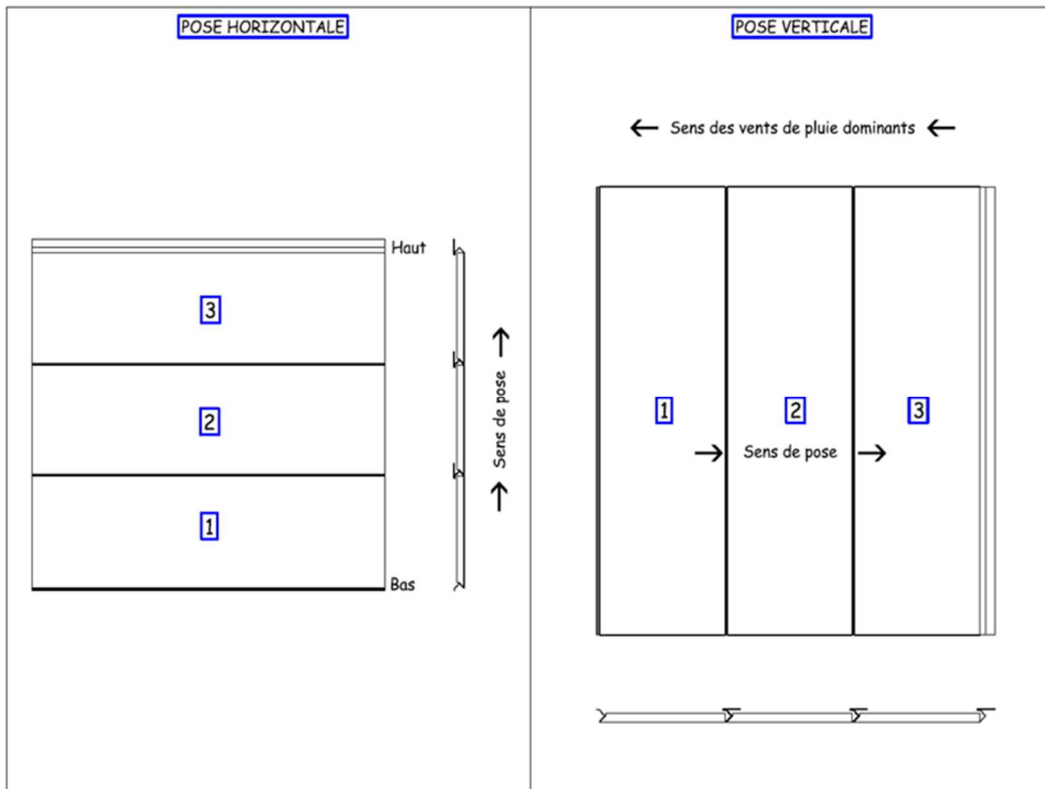 POSE HORIZONTALE
Haut
3
2
1
Bas
Sens de pose
POSE VERTICALE
Sens des vents de pluie dominants
1
2
3
Sens de pose